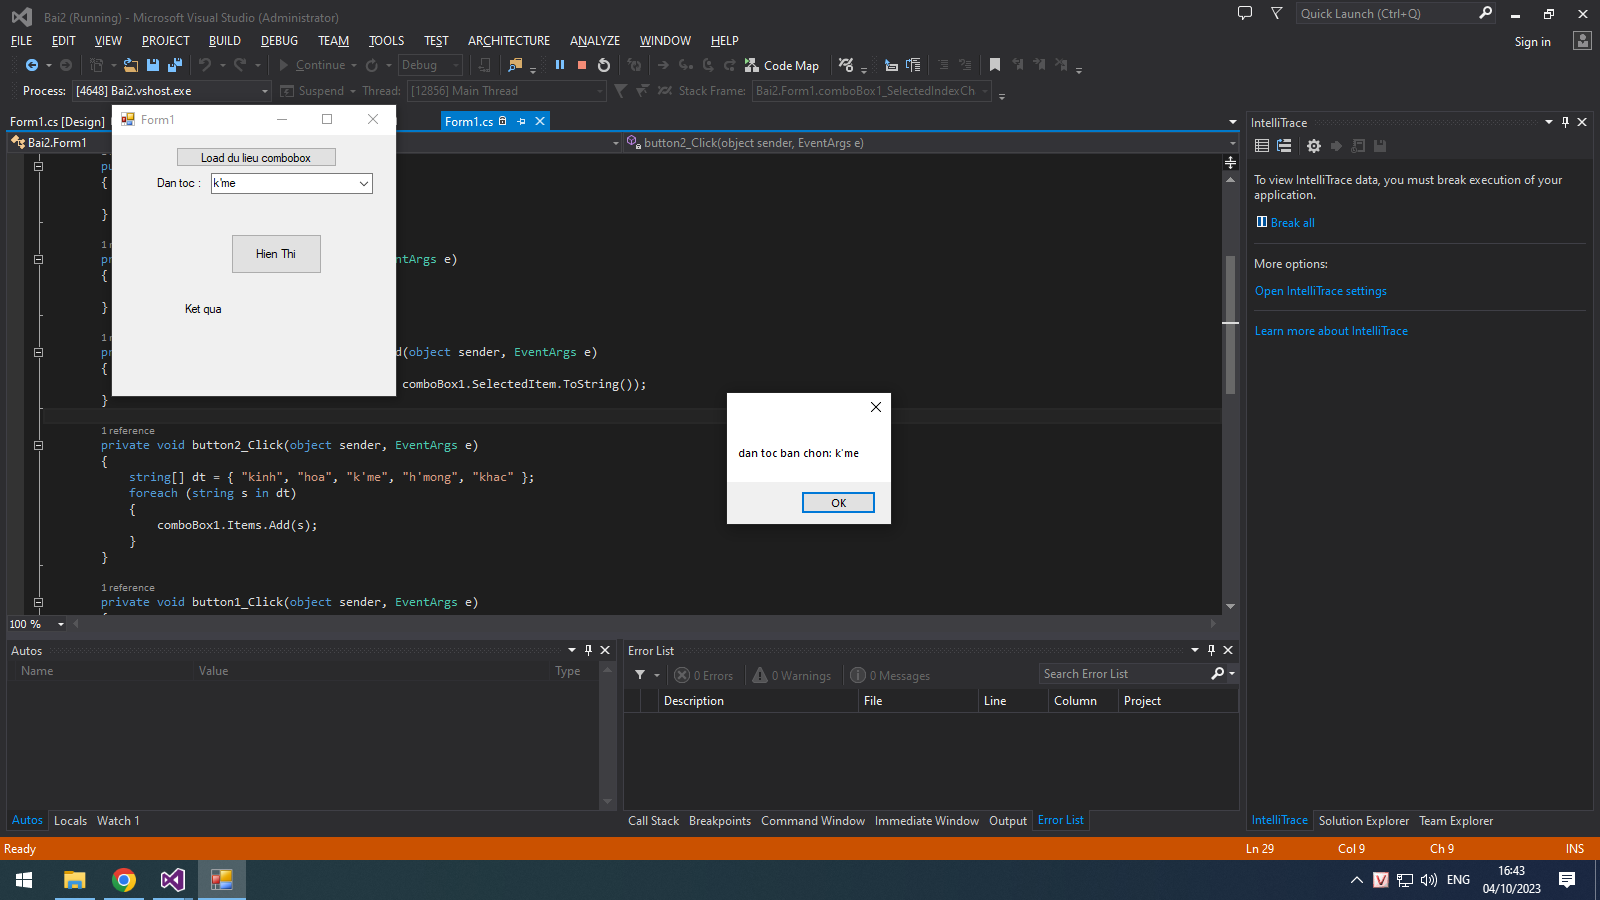 Bai2 (Running) - Microsoft Visual Studio (Administrator)
Quick Launch (Ctrl+Q)
FILE EDIT VIEW PROJECT BUILD DEBUG TEAM TOOLS TEST ARCHITECTURE ANALYZE WINDOW HELP
Sign in
Continue Debug Code Map
Process: [4648] Bai2.vshost.exe Suspend Thread: [12856] Main Thread Stack Frame: Bai2.Form1.comboBox1_SelectedIndexCh
Form1.cs [Design] Form1.cs
Bai2.Form1 button2_Click(object sender, EventArgs e)
Form1
Load du lieu combobox
Dan toc : k'me
Hien Thi
Ket qua
pu
{
}
1 r
pr ntArgs e)
{
}
1 r
pr d(object sender, EventArgs e)
{
comboBox1.SelectedItem.ToString());
}
1 reference
private void button2_Click(object sender, EventArgs e)
{
string[] dt = { "kinh", "hoa", "k'me", "h'mong", "khac" };
foreach (string s in dt)
{
comboBox1.Items.Add(s);
}
}
1 reference
private void button1_Click(object sender, EventArgs e)
100 %
dan toc ban chon: k'me
OK
IntelliTrace
To view IntelliTrace data, you must break execution of your
application.
Break all
More options:
Open IntelliTrace settings
Learn more about IntelliTrace
Autos
Name Value Type
Autos Locals Watch 1
Error List
0 Errors 0 Warnings 0 Messages Search Error List
Description File Line Column Project
Call Stack Breakpoints Command Window Immediate Window Output Error List
IntelliTrace Solution Explorer Team Explorer
Ready Ln 29 Col 9 Ch 9 INS
ENG
16:43
04/10/2023